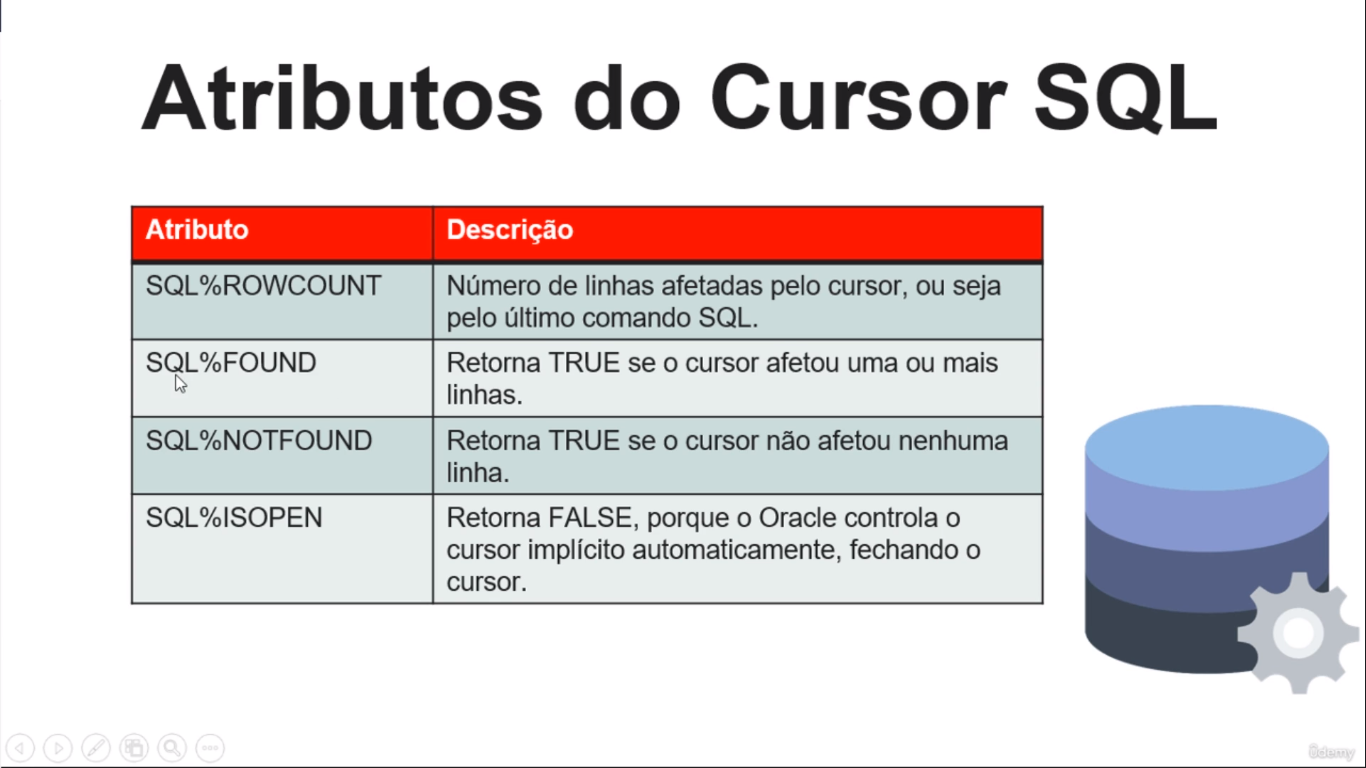 Atributos do Cursor SQL
Atributo
Descrição
SQL%ROWCOUNT
Número de linhas afetadas pelo cursor, ou seja
pelo último comando SQL.
SQL%FOUND
Retorna TRUE se o cursor afetou uma ou mais
linhas.
SQL%NOTFOUND
Retorna TRUE se o cursor não afetou nenhuma
linha.
SQL%ISOPEN
Retorna FALSE, porque o Oracle controla o
cursor implícito automaticamente, fechando o
cursor.
ûdemy